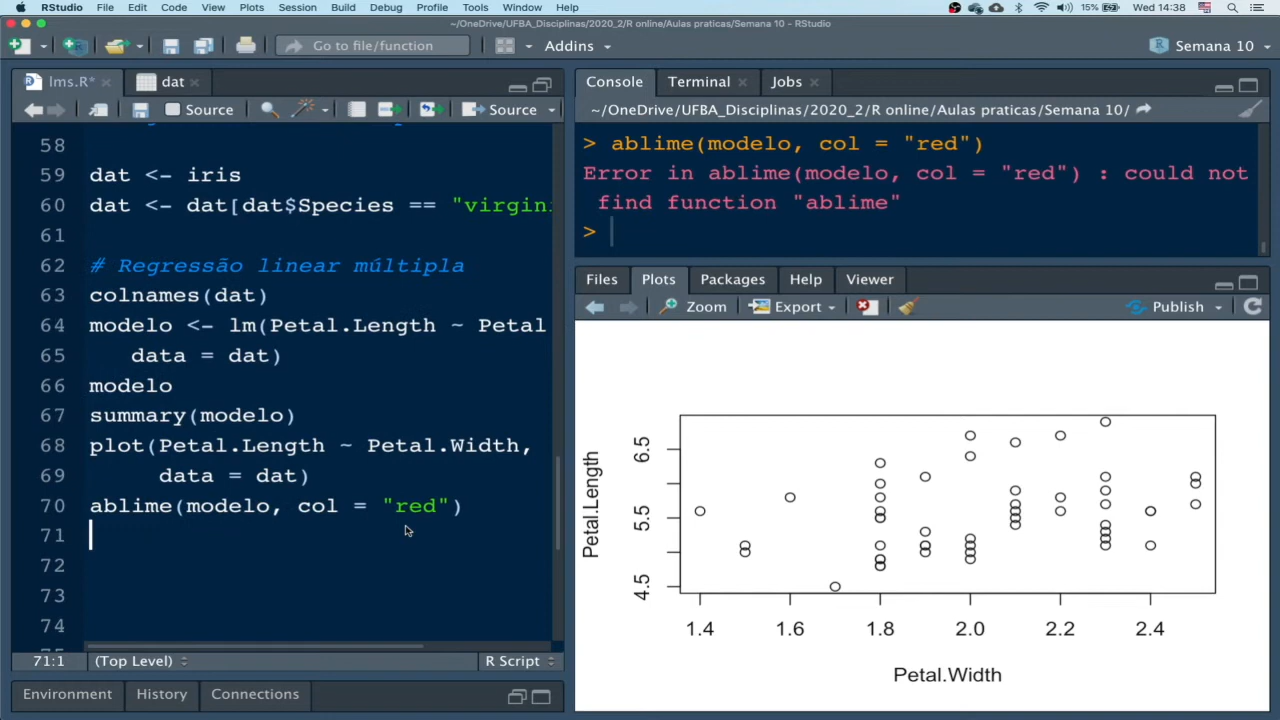 RStudio File Edit Code View Plots Session Build Debug Profile Tools Window Help 15% Wed 14:38
~/OneDrive/UFBA_Disciplinas/2020_2/R online/Aulas praticas/Semana 10 - RStudio
Go to file/function Addins Semana 10
lms.R* dat
Source Source
58
59 dat <- iris
60 dat <- dat[dat$Species == "virgini
61
62 # Regressão linear múltipla
63 colnames(dat)
64 modelo <- lm(Petal.Length ~ Petal
65 data = dat)
66 modelo
67 summary(modelo)
68 plot(Petal.Length ~ Petal.Width,
69 data = dat)
70 ablime(modelo, col = "red")
71
72
73
74
71:1 (Top Level) R Script
Environment History Connections
Console Terminal Jobs
~/OneDrive/UFBA_Disciplinas/2020_2/R online/Aulas praticas/Semana 10/
> ablime(modelo, col = "red")
Error in ablime(modelo, col = "red") : could not
find function "ablime"
>
Files Plots Packages Help Viewer
Zoom Export Publish
Petal.Length
6.5
5.5
4.5
1.4 1.6 1.8 2.0 2.2 2.4
Petal.Width